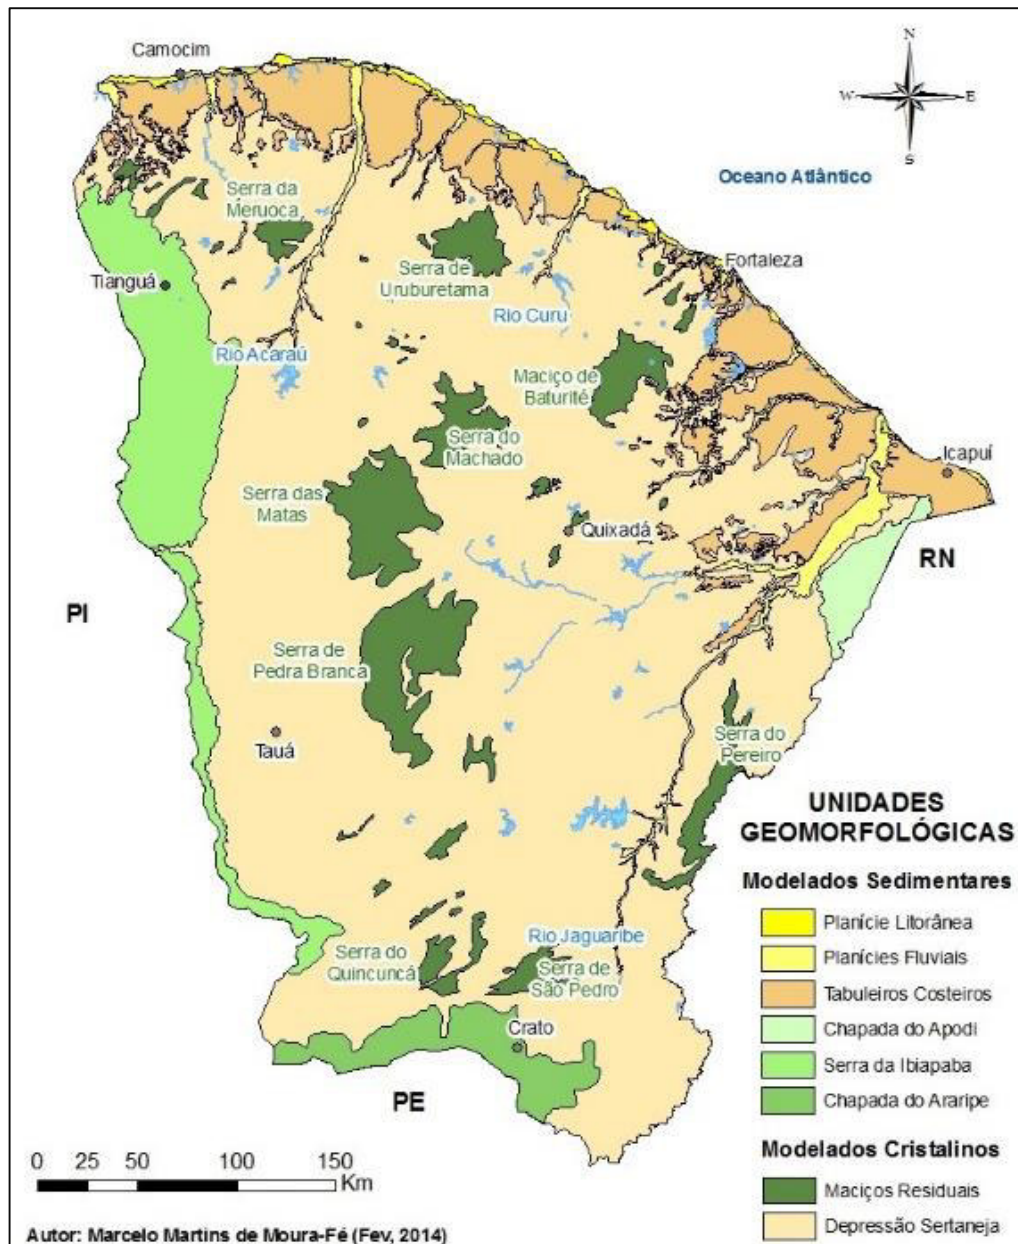 Camocim
N
W
E
S
Oceano Atlântico
Serra da
Meruoca
Tianguá
Serra de
Uruburetama
Fortaleza
Rio Curu
Rio Acaraú
Maciço de
Baturité
Serra do
Machado
Icapuí
Serra das
Matas
Quixadá
RN
PI
Serra de
Pedra Branca
Tauá
Serra do
Pereiro
UNIDADES
GEOMORFOLÓGICAS
Modelados Sedimentares
Planície Litorânea
Planícies Fluviais
Tabuleiros Costeiros
Chapada do Apodi
Serra da Ibiapaba
Chapada do Araripe
Modelados Cristalinos
Maciços Residuais
Depressão Sertaneja
Rio Jaguaribe
Serra do
Quincuncá
Serra de
São Pedro
Crato
PE
0 25 50 100 150
Km
Autor: Marcelo Martins de Moura-Fé (Fev, 2014)